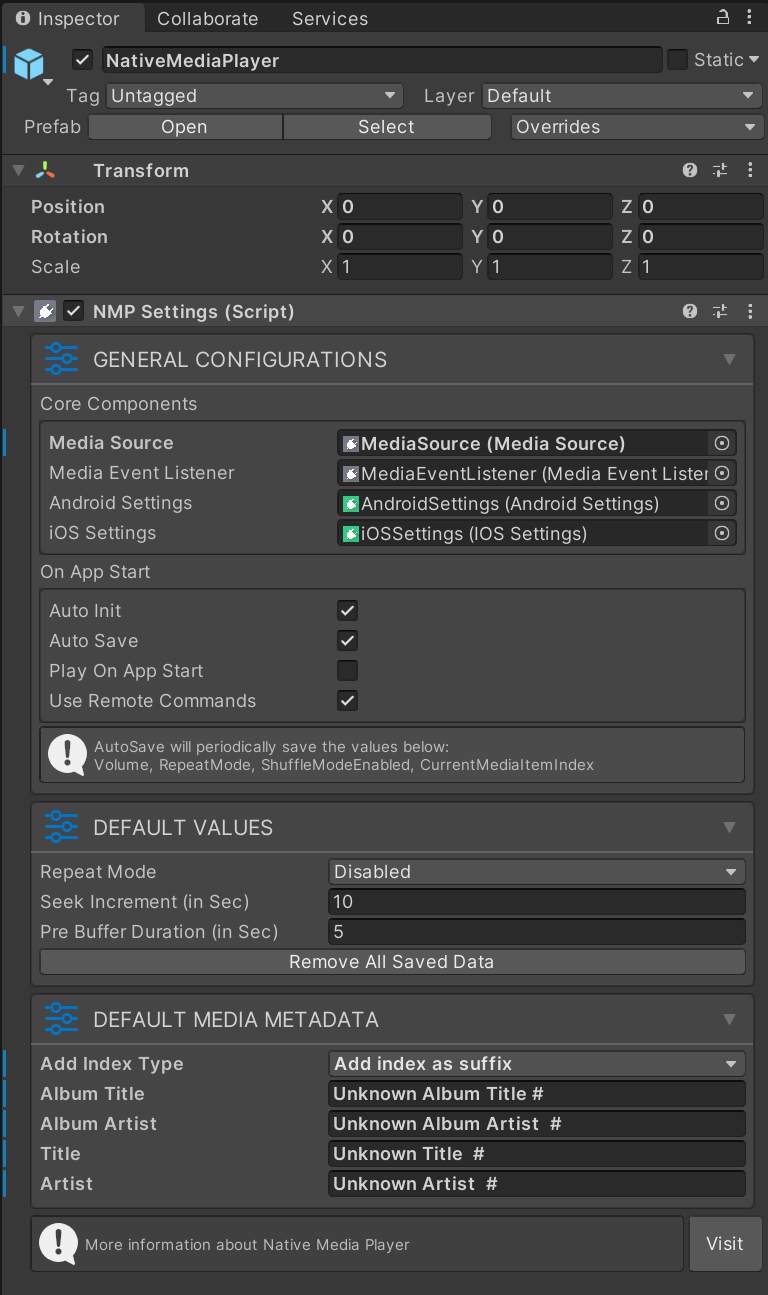 Inspector Collaborate Services
NativeMediaPlayer Static
Tag Untagged Layer Default
Prefab Open Select Overrides
Transform
Position X 0 Y 0 Z 0
Rotation X 0 Y 0 Z 0
Scale X 1 Y 1 Z 1
NMP Settings (Script)
GENERAL CONFIGURATIONS
Core Components
Media Source MediaSource (Media Source)
Media Event Listener MediaEventListener (Media Event Lister
Android Settings AndroidSettings (Android Settings)
iOS Settings iOSSettings (IOS Settings)
On App Start
Auto Init
Auto Save
Play On App Start
Use Remote Commands
AutoSave will periodically save the values below:
Volume, RepeatMode, ShuffleModeEnabled, CurrentMediaItemIndex
DEFAULT VALUES
Repeat Mode Disabled
Seek Increment (in Sec) 10
Pre Buffer Duration (in Sec) 5
Remove All Saved Data
DEFAULT MEDIA METADATA
Add Index Type Add index as suffix
Album Title Unknown Album Title #
Album Artist Unknown Album Artist #
Title Unknown Title #
Artist Unknown Artist #
More information about Native Media Player Visit